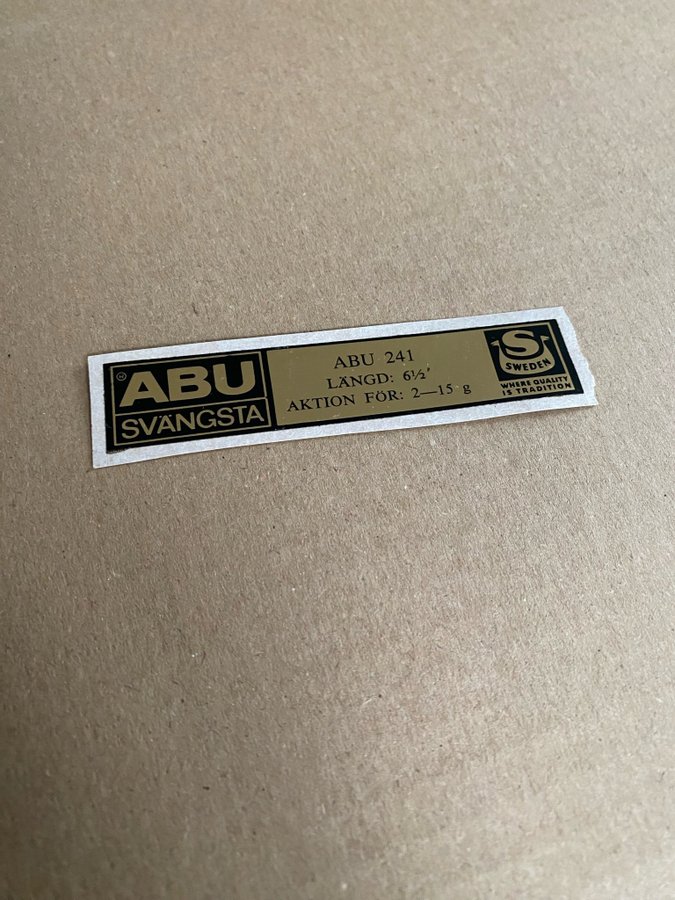 ABU
SVÄNGSTA
ABU 241
LÄNGD: 6½'
AKTION FÖR: 2—15 g
S
SWEDEN
WHERE QUALITY
IS TRADITION